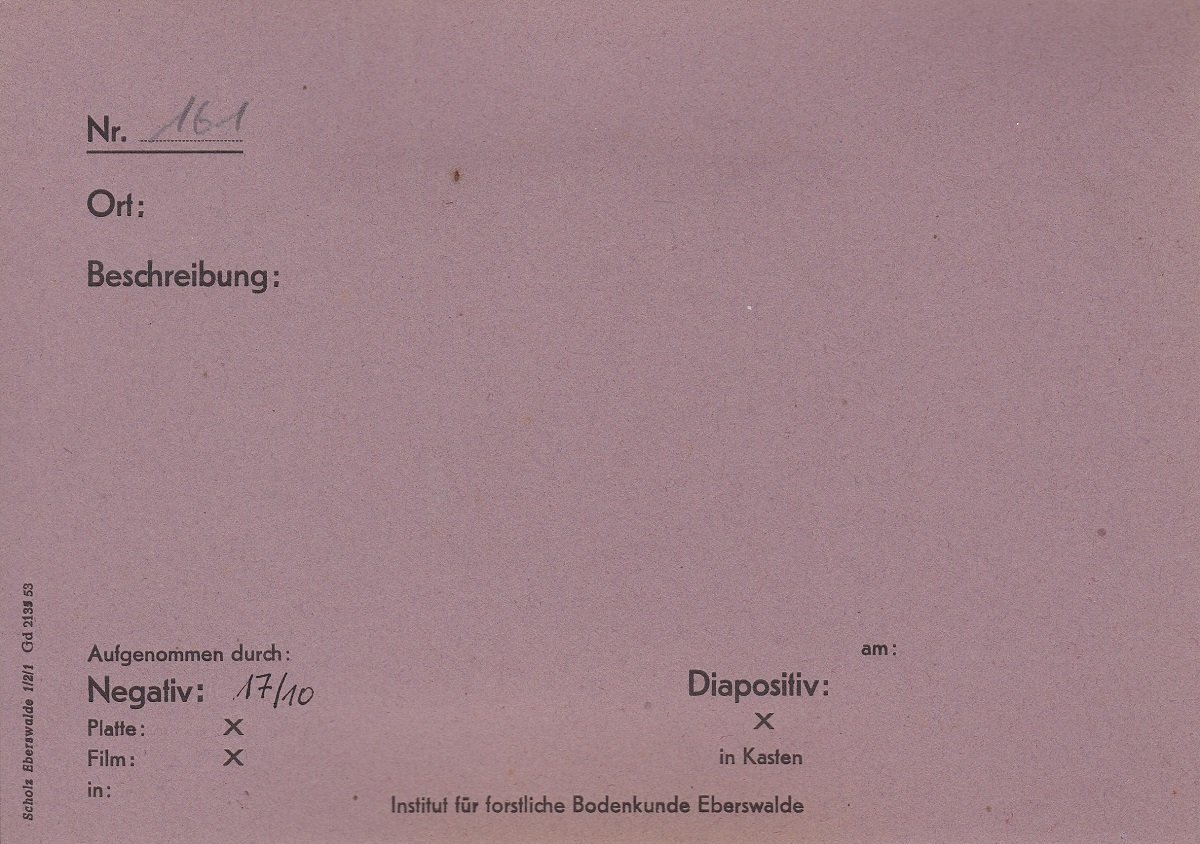 Nr. 161
Ort:
Beschreibung:
Aufgenommen durch:
am:
Negativ: 17/10
Diapositiv:
Platte: X
X
Film: X
in Kasten
in:
Institut für forstliche Bodenkunde Eberswalde
Scholz Eberswalde 1/2/1 Gd 53